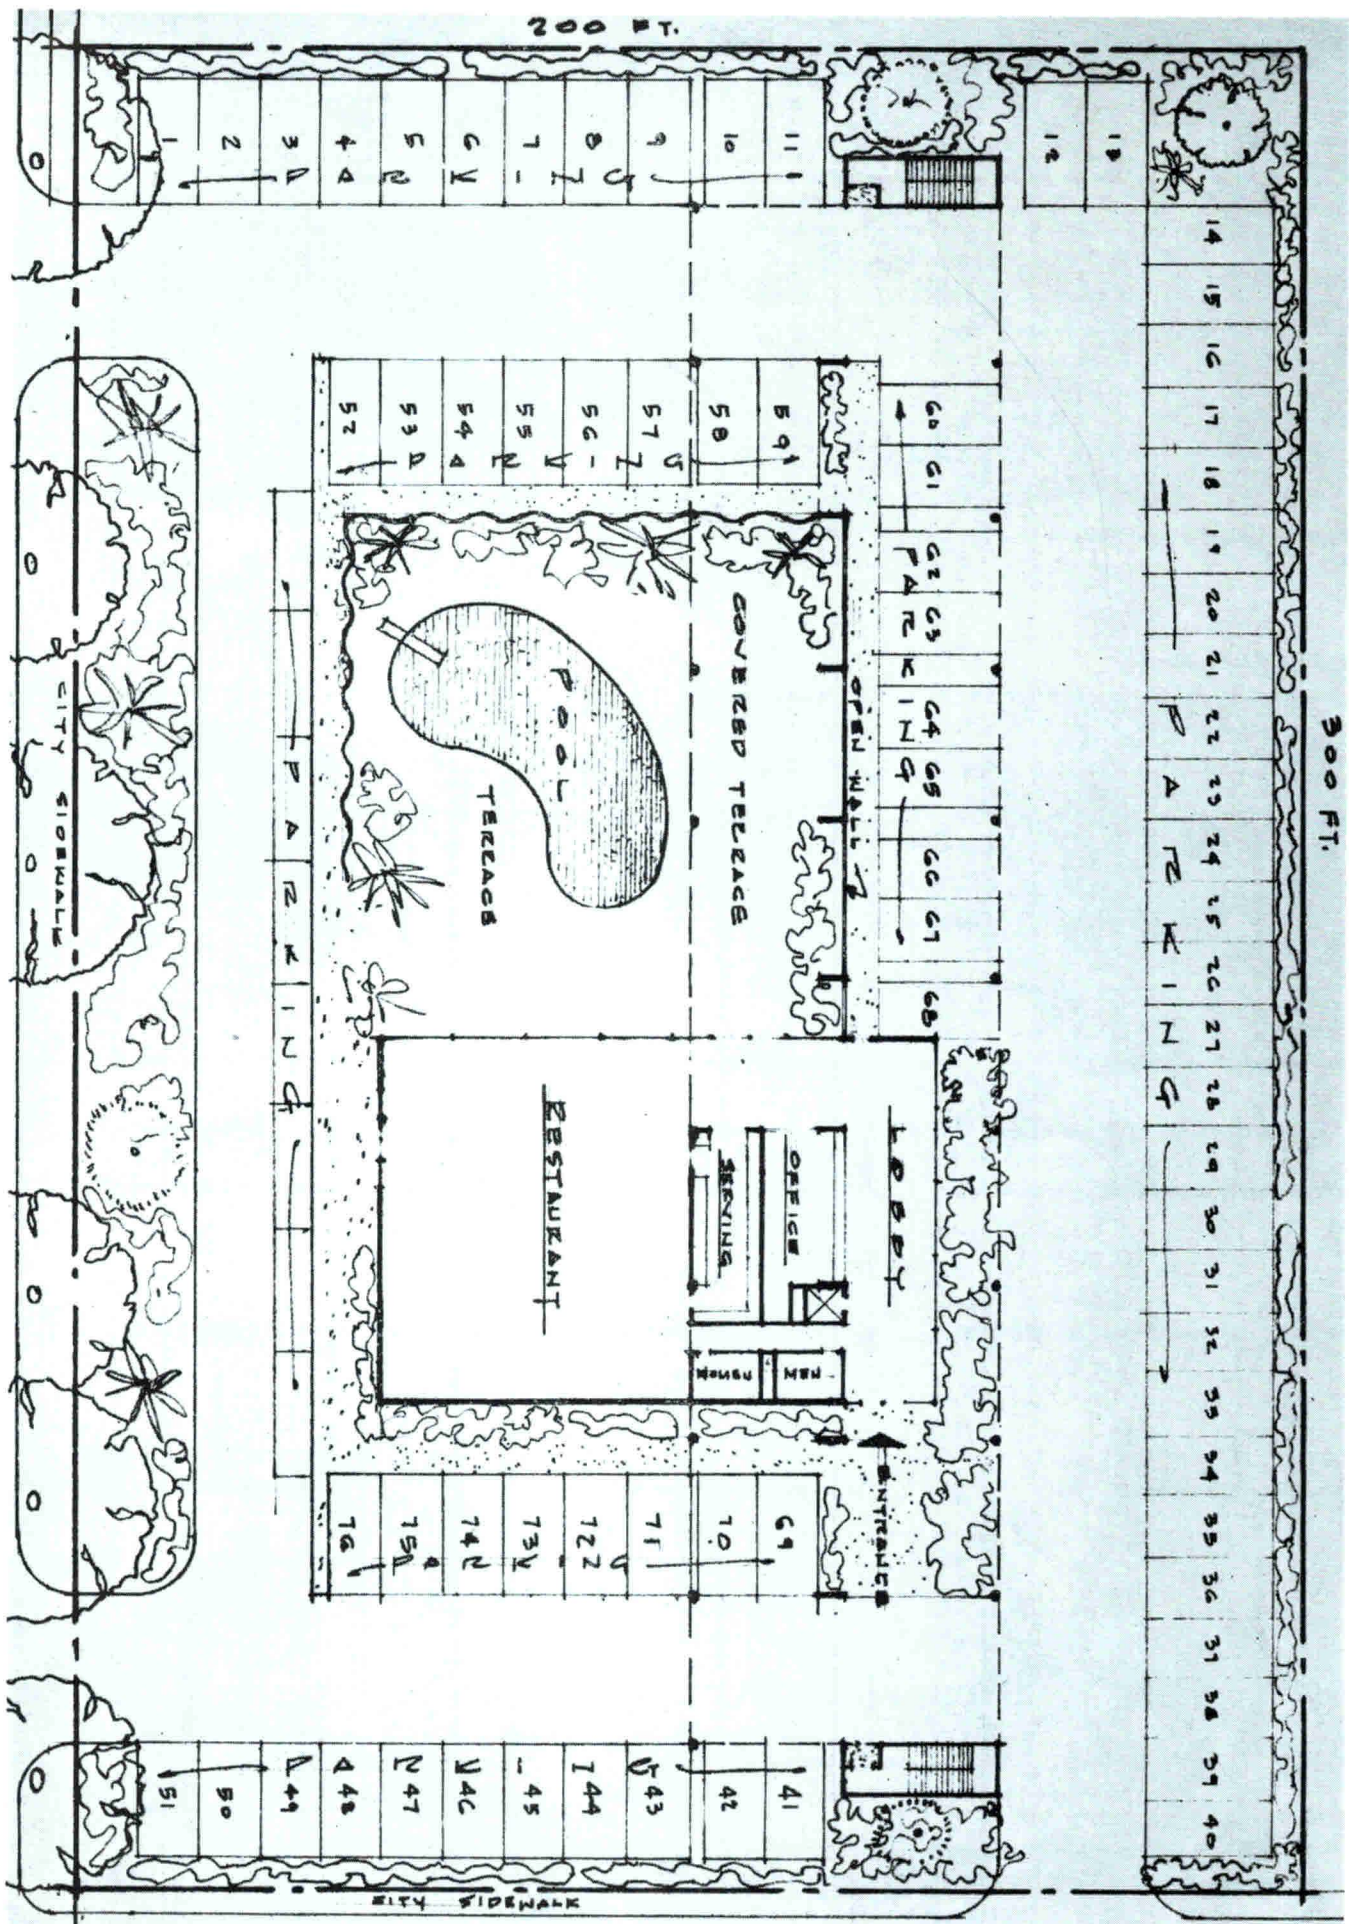 200 FT.
1 2 3 4 5 6 7 8 9 10 11
PARKING
12 13
14 15 16 17 18 19 20 21 22 23 24 25 26 27 28 29 30 31 32 33 34 35 36 37 38 39 40
PARKING
300 FT.
52 53 54 55 56 57 58 59
PARKING
60 61 62 63 64 65 66 67 68
PARKING
OPEN WALL
COVERED TERRACE
POOL
TERRACE
PARKING
CITY SIDEWALK
RESTAURANT
SERVING
OFFICE
LOBBY
WOMEN
MEN
ENTRANCE
76 75 74 73 72 71 70 69
PARKING
51 50 49 48 47 46 45 44 43 42 41
PARKING
CITY SIDEWALK